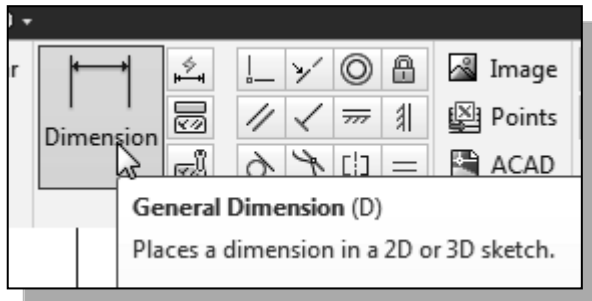 r
Dimension
Image
Points
ACAD
General Dimension (D)
Places a dimension in a 2D or 3D sketch.